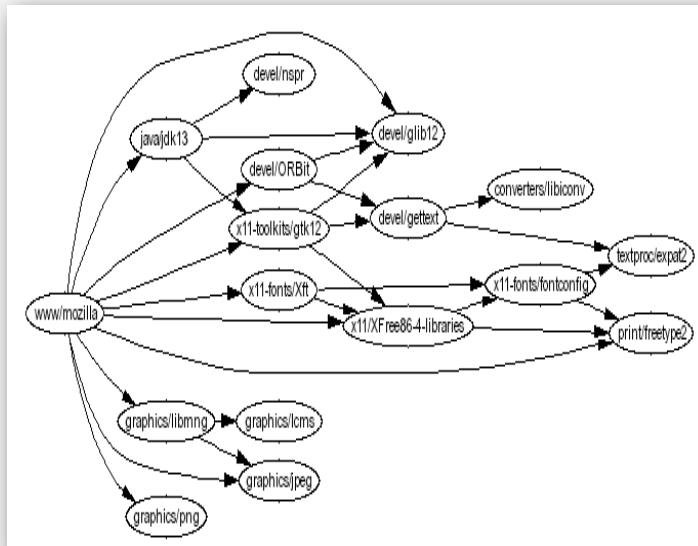 devel/nspr
java/jdk13
devel/glib12
devel/ORBit
converters/libiconv
x11-toolkits/gtk12
devel/gettext
textproc/expat2
x11-fonts/Xft
x11-fonts/fontconfig
www/mozilla
x11/XFree86-4-libraries
print/freetype2
graphics/libmng
graphics/lcms
graphics/jpeg
graphics/png